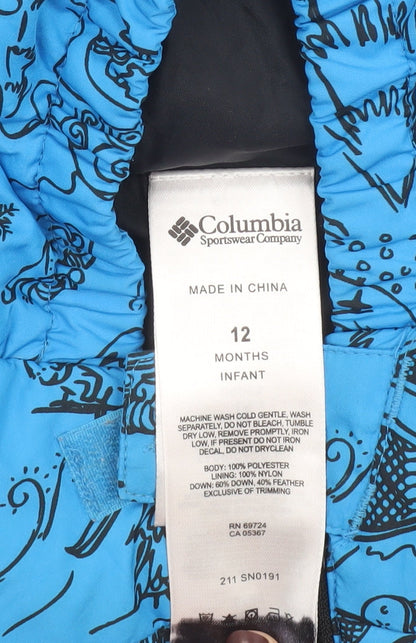 Columbia
Sportswear Company
MADE IN CHINA
12
MONTHS
INFANT
MACHINE WASH COLD GENTLE, WASH
SEPARATELY, DO NOT BLEACH, TUMBLE
DRY LOW, REMOVE PROMPTLY, IRON
LOW, IF PRESENT DO NOT IRON
DECAL, DO NOT DRYCLEAN
BODY: 100% POLYESTER
LINING: 100% NYLON
DOWN: 60% DOWN, 40% FEATHER
EXCLUSIVE OF TRIMMING
RN 69724
CA 05367
211 SN0191